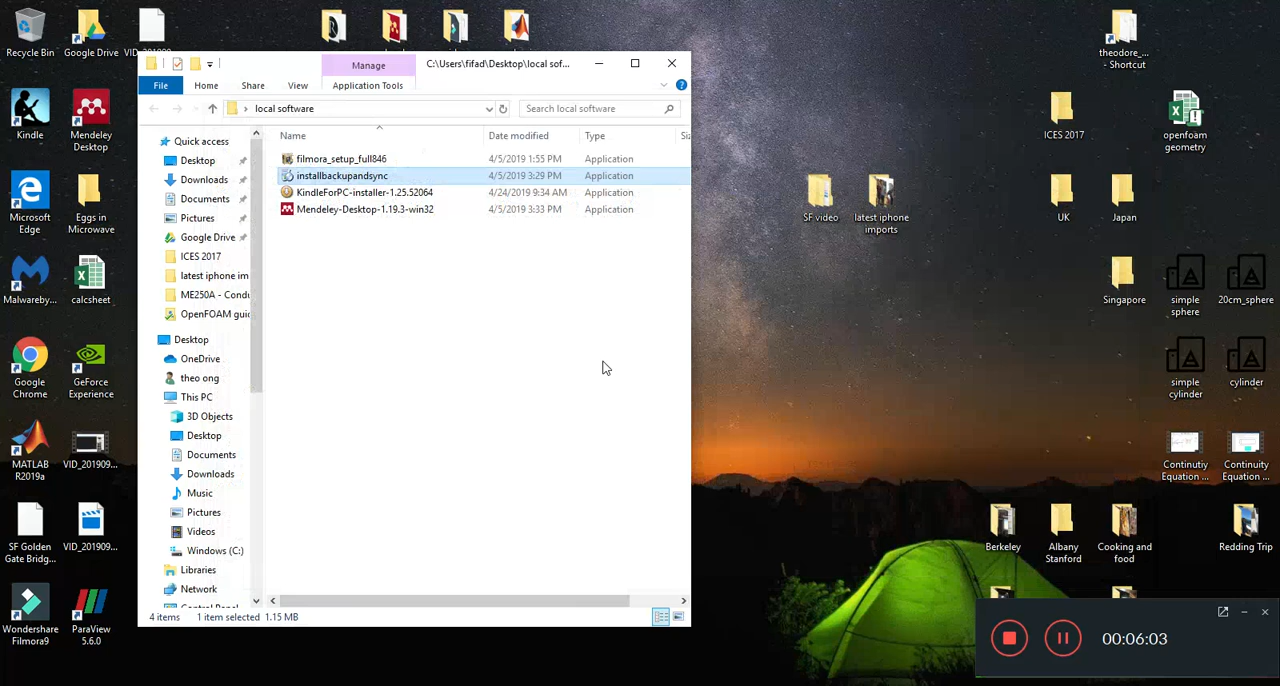 Recycle Bin
Google Drive
VID_201909...
Kindle
Mendeley
Desktop
Microsoft
Edge
Eggs in
Microwave
Malwareby...
calcsheet
Google
Chrome
GeForce
Experience
MATLAB
R2019a
VID_201909...
SF Golden
Gate Bridg...
VID_201909...
Wondershare
Filmora9
ParaView
5.6.0
Manage
C:\Users\fifad\Desktop\local sof...
File
Home
Share
View
Application Tools
local software
Search local software
Name
Date modified
Type
filmora_setup_full846
4/5/2019 1:55 PM
Application
installbackupandsync
4/5/2019 3:29 PM
Application
KindleForPC-installer-1.25.52064
4/24/2019 9:34 AM
Application
Mendeley-Desktop-1.19.3-win32
4/5/2019 3:33 PM
Application
Quick access
Desktop
Downloads
Documents
Pictures
Google Drive
ICES 2017
latest iphone im
ME250A - Condu
OpenFOAM guid
Desktop
OneDrive
theo ong
This PC
3D Objects
Desktop
Documents
Downloads
Music
Pictures
Videos
Windows (C:)
Libraries
Network
4 items
1 item selected 1.15 MB
theodore_...
- Shortcut
ICES 2017
openfoam
geometry
SF video
latest iphone
imports
UK
Japan
Singapore
simple
sphere
20cm_sphere
simple
cylinder
cylinder
Continutiy
Equation ...
Continuity
Equation ...
Berkeley
Albany
Stanford
Cooking and
food
Redding Trip
00:06:03